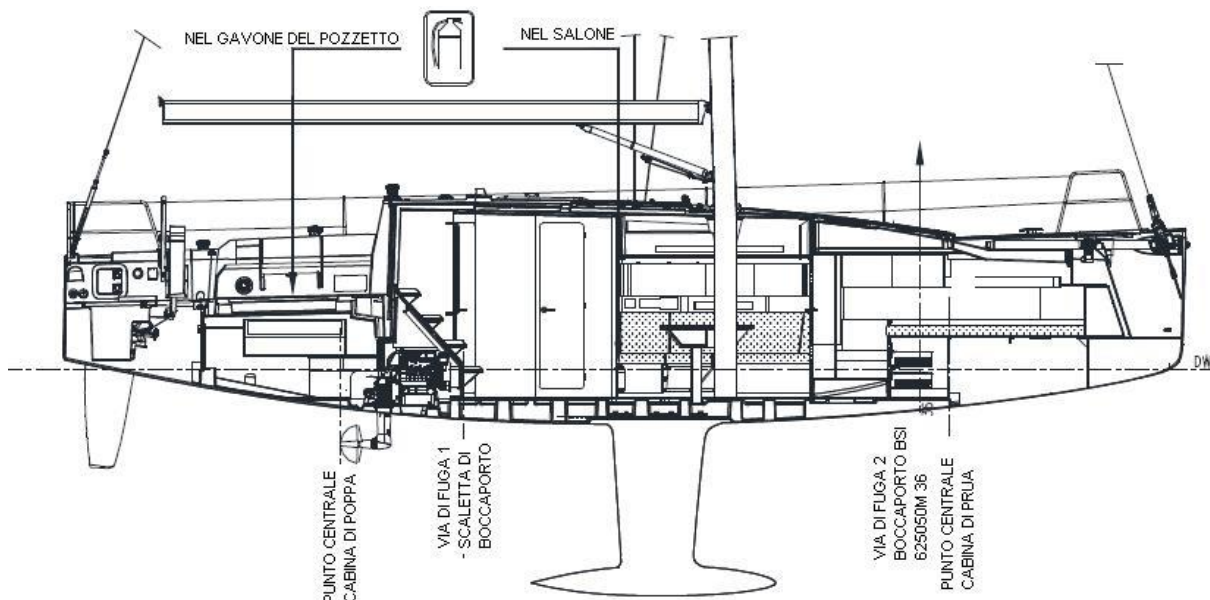 NEL GAVONE DEL POZZETTO
NEL SALONE
DW
PUNTO CENTRALE
CABINA DI POPPA
VIA DI FUGA 1
- SCALETTA DI
BOCCAPORTO
VIA DI FUGA 2
BOCCAPORTO BSI
625050M 36
PUNTO CENTRALE
CABINA DI PRUA